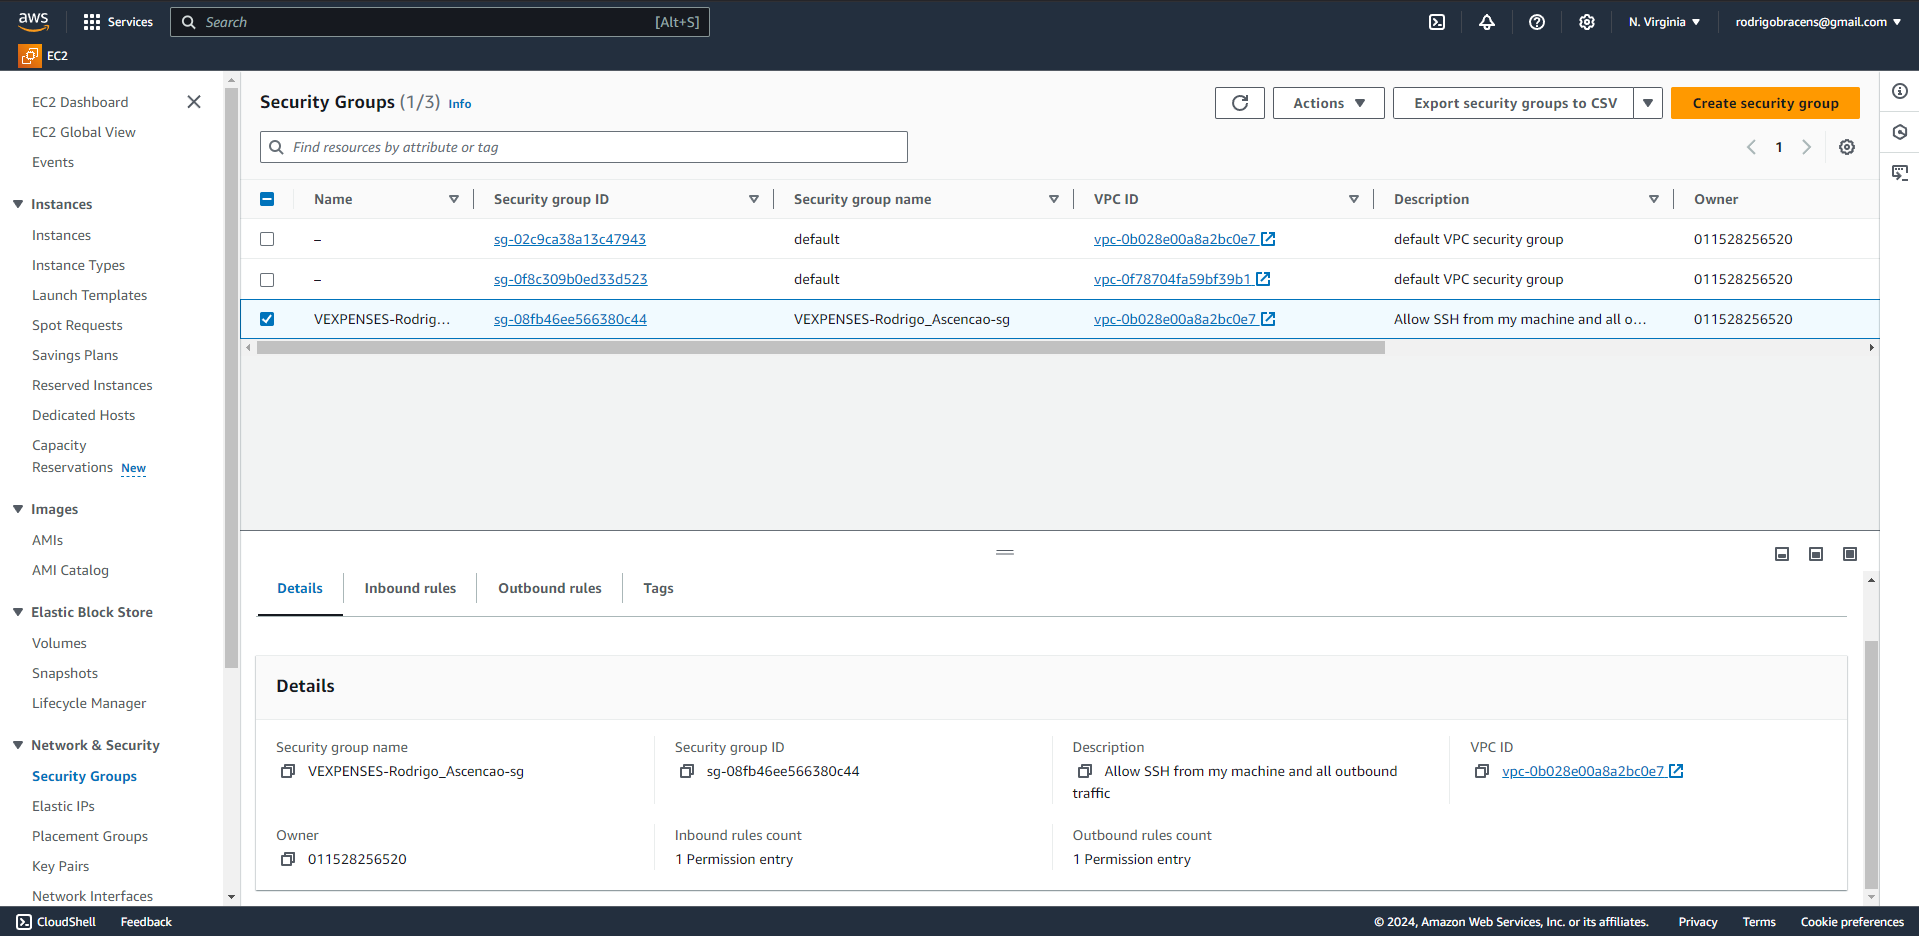 aws
Services
Search [Alt+S]
N. Virginia
rodrigobracens@gmail.com
EC2
EC2 Dashboard
EC2 Global View
Events
Instances
Instances
Instance Types
Launch Templates
Spot Requests
Savings Plans
Reserved Instances
Dedicated Hosts
Capacity
Reservations New
Images
AMIs
AMI Catalog
Elastic Block Store
Volumes
Snapshots
Lifecycle Manager
Network & Security
Security Groups
Elastic IPs
Placement Groups
Key Pairs
Network Interfaces
Security Groups (1/3) Info
Actions
Export security groups to CSV
Create security group
Find resources by attribute or tag
1
Name Security group ID Security group name VPC ID Description Owner
– sg-02c9ca38a13c47943 default vpc-0b028e00a8a2bc0e7 default VPC security group 011528256520
– sg-0f8c309b0ed33d523 default vpc-0f78704fa59bf39b1 default VPC security group 011528256520
VEXPENSES-Rodrig... sg-08fb46ee566380c44 VEXPENSES-Rodrigo_Ascencao-sg vpc-0b028e00a8a2bc0e7 Allow SSH from my machine and all o... 011528256520
Details Inbound rules Outbound rules Tags
Details
Security group name
VEXPENSES-Rodrigo_Ascencao-sg
Security group ID
sg-08fb46ee566380c44
Description
Allow SSH from my machine and all outbound
traffic
VPC ID
vpc-0b028e00a8a2bc0e7
Owner
011528256520
Inbound rules count
1 Permission entry
Outbound rules count
1 Permission entry
CloudShell Feedback
© 2024, Amazon Web Services, Inc. or its affiliates. Privacy Terms Cookie preferences